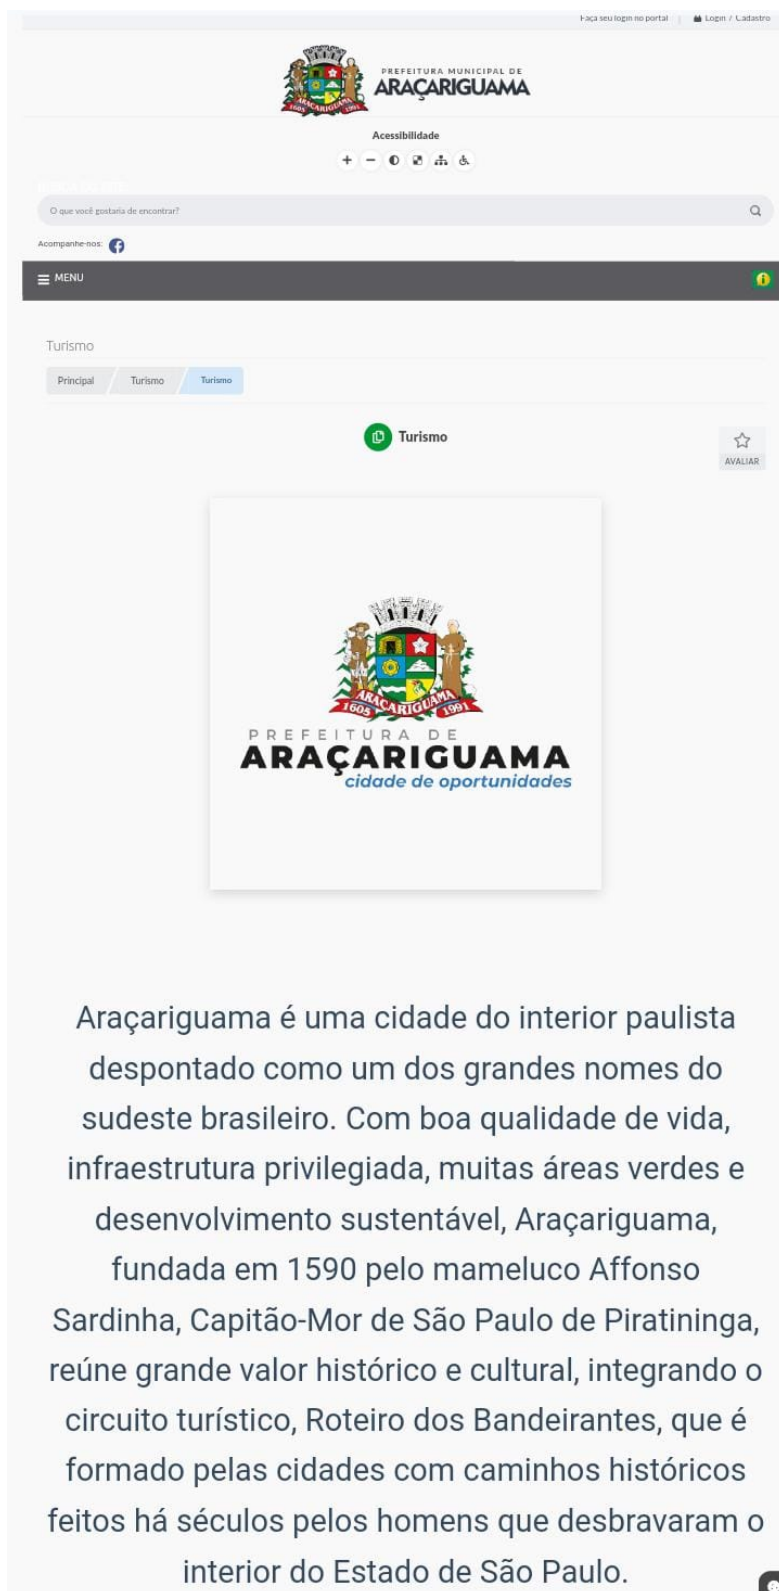 Faça seu login no portal | Login / Cadastro
PREFEITURA MUNICIPAL DE
ARAÇARIGUAMA
ARAÇARIGUAMA
1605 1991
Acessibilidade
O que você gostaria de encontrar?
Acompanhe-nos:
MENU
Turismo
Principal Turismo Turismo
Turismo
AVALIAR
ARAÇARIGUAMA
1605 1991
PREFEITURA DE
ARAÇARIGUAMA
cidade de oportunidades
Araçariguama é uma cidade do interior paulista
despontado como um dos grandes nomes do
sudeste brasileiro. Com boa qualidade de vida,
infraestrutura privilegiada, muitas áreas verdes e
desenvolvimento sustentável, Araçariguama,
fundada em 1590 pelo mameluco Affonso
Sardinha, Capitão-Mor de São Paulo de Piratininga,
reúne grande valor histórico e cultural, integrando o
circuito turístico, Roteiro dos Bandeirantes, que é
formado pelas cidades com caminhos históricos
feitos há séculos pelos homens que desbravaram o
interior do Estado de São Paulo.